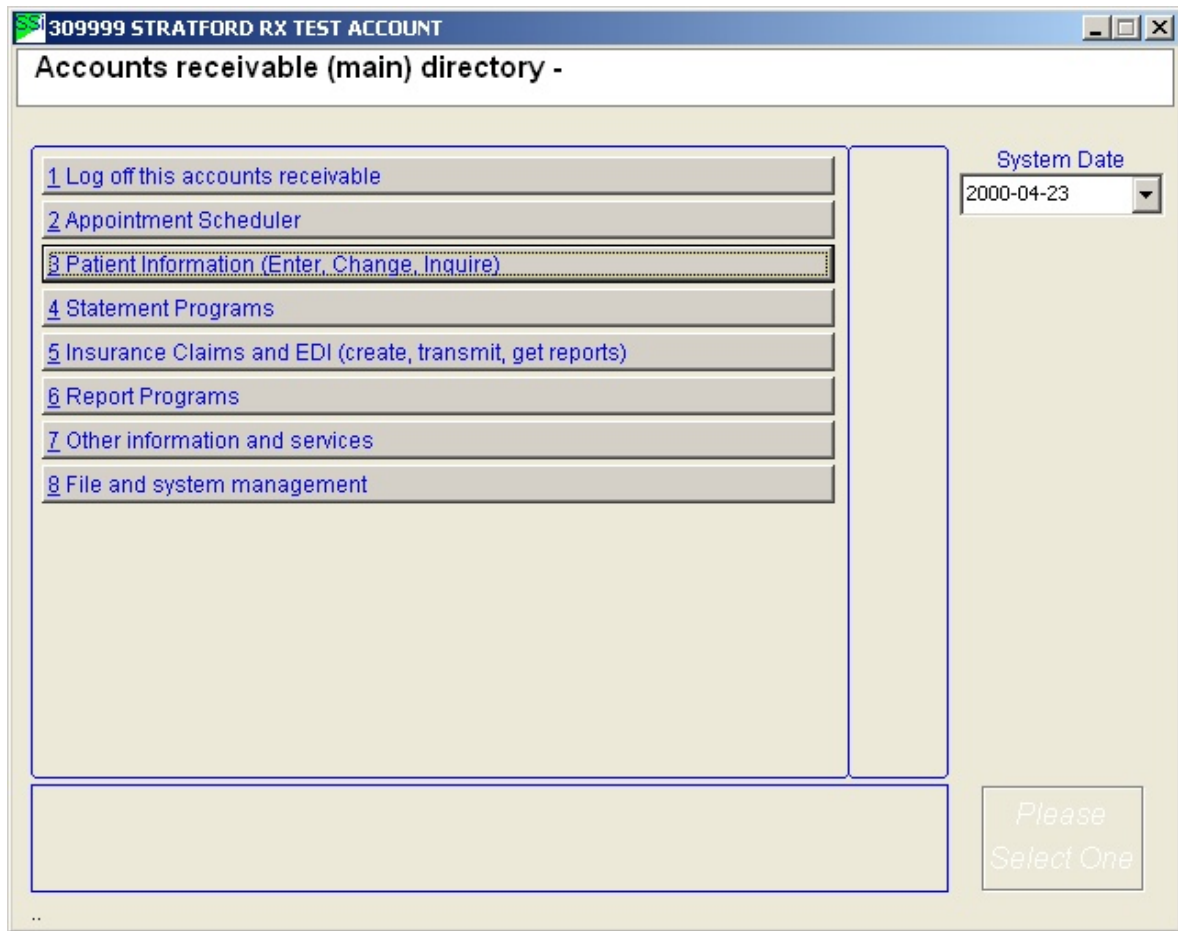 SSI 309999 STRATFORD RX TEST ACCOUNT
Accounts receivable (main) directory -
System Date
2000-04-23
1 Log off this accounts receivable
2 Appointment Scheduler
3 Patient Information (Enter, Change, Inquire)
4 Statement Programs
5 Insurance Claims and EDI (create, transmit, get reports)
6 Report Programs
7 Other information and services
8 File and system management
Please
Select One
..